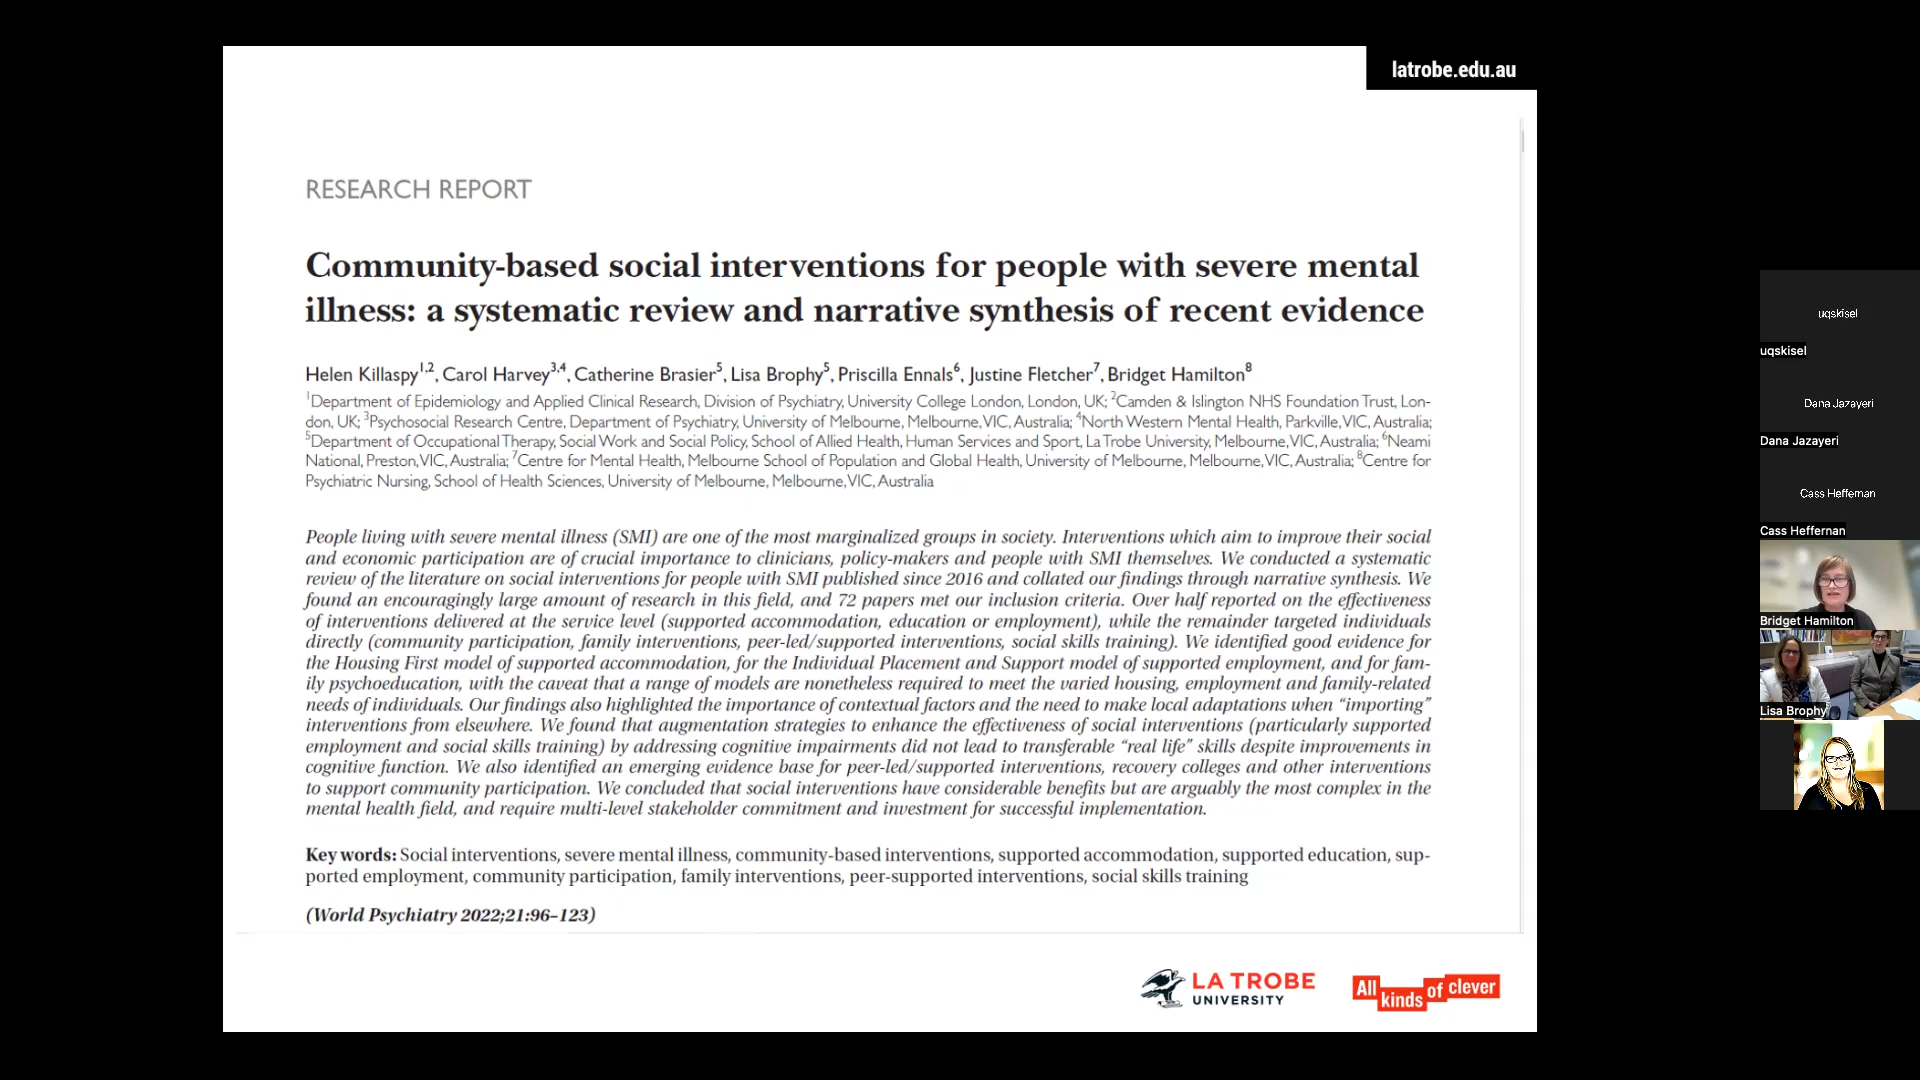 latrobe.edu.au
RESEARCH REPORT
Community-based social interventions for people with severe mental
illness: a systematic review and narrative synthesis of recent evidence
Helen Killaspy1,2, Carol Harvey3,4, Catherine Brasier5, Lisa Brophy5, Priscilla Ennals6, Justine Fletcher7, Bridget Hamilton8
1Department of Epidemiology and Applied Clinical Research, Division of Psychiatry, University College London, London, UK; 2Camden & Islington NHS Foundation Trust, Lon-
don, UK; 3Psychosocial Research Centre, Department of Psychiatry, University of Melbourne, Melbourne, VIC, Australia; 4North Western Mental Health, Parkville, VIC, Australia;
5Department of Occupational Therapy, Social Work and Social Policy, School of Allied Health, Human Services and Sport, La Trobe University, Melbourne, VIC, Australia; 6Neami
National, Preston, VIC, Australia; 7Centre for Mental Health, Melbourne School of Population and Global Health, University of Melbourne, Melbourne, VIC, Australia; 8Centre for
Psychiatric Nursing, School of Health Sciences, University of Melbourne, Melbourne, VIC, Australia
People living with severe mental illness (SMI) are one of the most marginalized groups in society. Interventions which aim to improve their social
and economic participation are of crucial importance to clinicians, policy-makers and people with SMI themselves. We conducted a systematic
review of the literature on social interventions for people with SMI published since 2016 and collated our findings through narrative synthesis. We
found an encouragingly large amount of research in this field, and 72 papers met our inclusion criteria. Over half reported on the effectiveness
of interventions delivered at the service level (supported accommodation, education or employment), while the remainder targeted individuals
directly (community participation, family interventions, peer-led/supported interventions, social skills training). We identified good evidence for
the Housing First model of supported accommodation, for the Individual Placement and Support model of supported employment, and for fam-
ily psychoeducation, with the caveat that a range of models are nonetheless required to meet the varied housing, employment and family-related
needs of individuals. Our findings also highlighted the importance of contextual factors and the need to make local adaptations when “importing”
interventions from elsewhere. We found that augmentation strategies to enhance the effectiveness of social interventions (particularly supported
employment and social skills training) by addressing cognitive impairments did not lead to transferable “real life” skills despite improvements in
cognitive function. We also identified an emerging evidence base for peer-led/supported interventions, recovery colleges and other interventions
to support community participation. We concluded that social interventions have considerable benefits but are arguably the most complex in the
mental health field, and require multi-level stakeholder commitment and investment for successful implementation.
Key words: Social interventions, severe mental illness, community-based interventions, supported accommodation, supported education, sup-
ported employment, community participation, family interventions, peer-supported interventions, social skills training
(World Psychiatry 2022;21:96–123)
LA TROBE
UNIVERSITY
All kinds of clever
uqskisel
uqskisel
Dana Jazayeri
Dana Jazayeri
Cass Heffernan
Cass Heffernan
Bridget Hamilton
Lisa Brophy